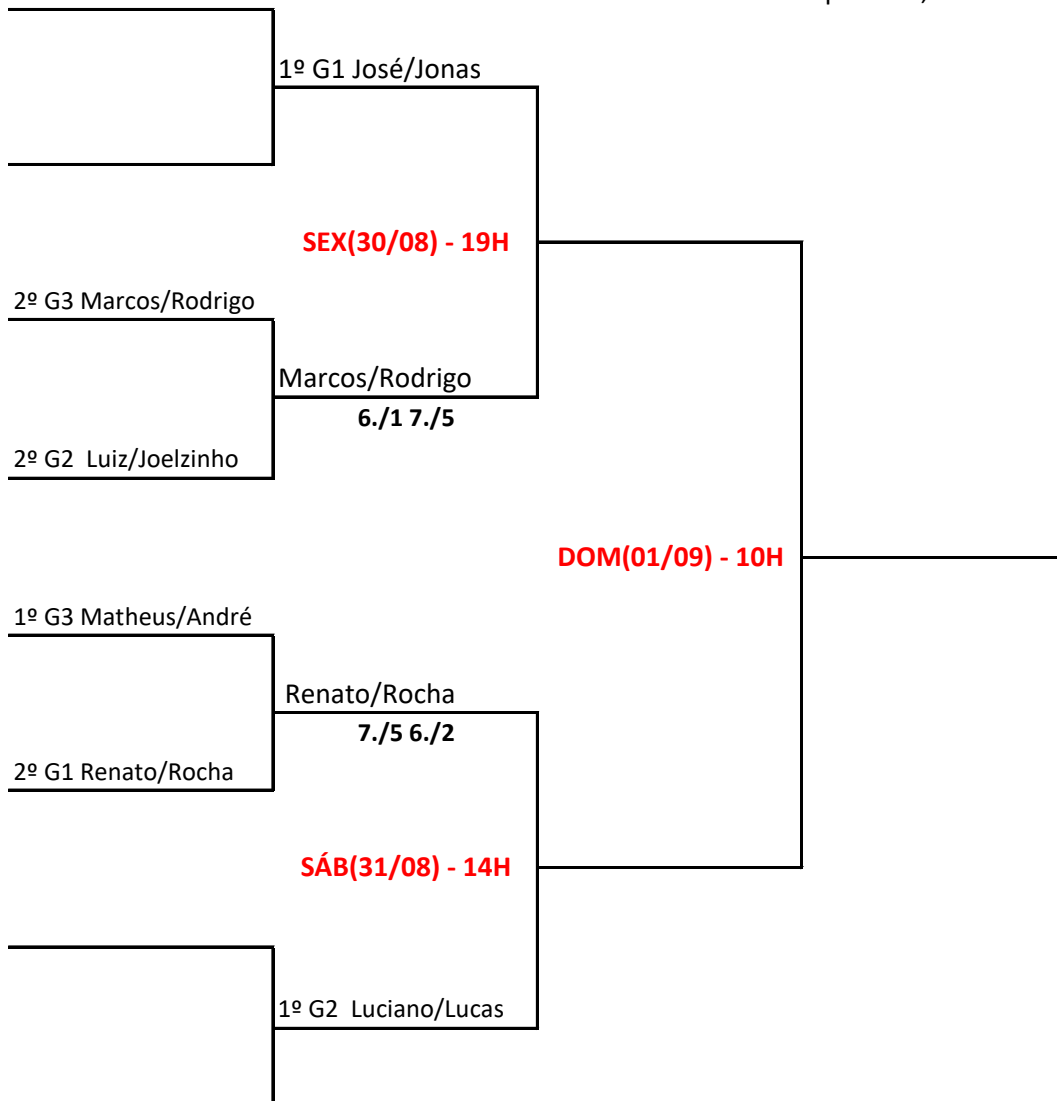 1º G1 José/Jonas
SEX(30/08) - 19H
2º G3 Marcos/Rodrigo
Marcos/Rodrigo
6./1 7./5
2º G2  Luiz/Joelzinho
DOM(01/09) - 10H
1º G3 Matheus/André
Renato/Rocha
7./5 6./2
2º G1 Renato/Rocha
SÁB(31/08) - 14H
1º G2  Luciano/Lucas